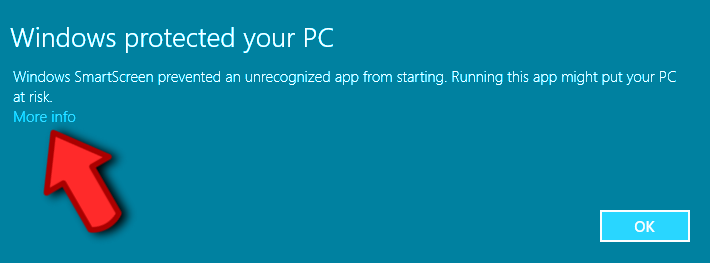 Windows protected your PC
Windows SmartScreen prevented an unrecognized app from starting. Running this app might put your PC
at risk.
More info
OK